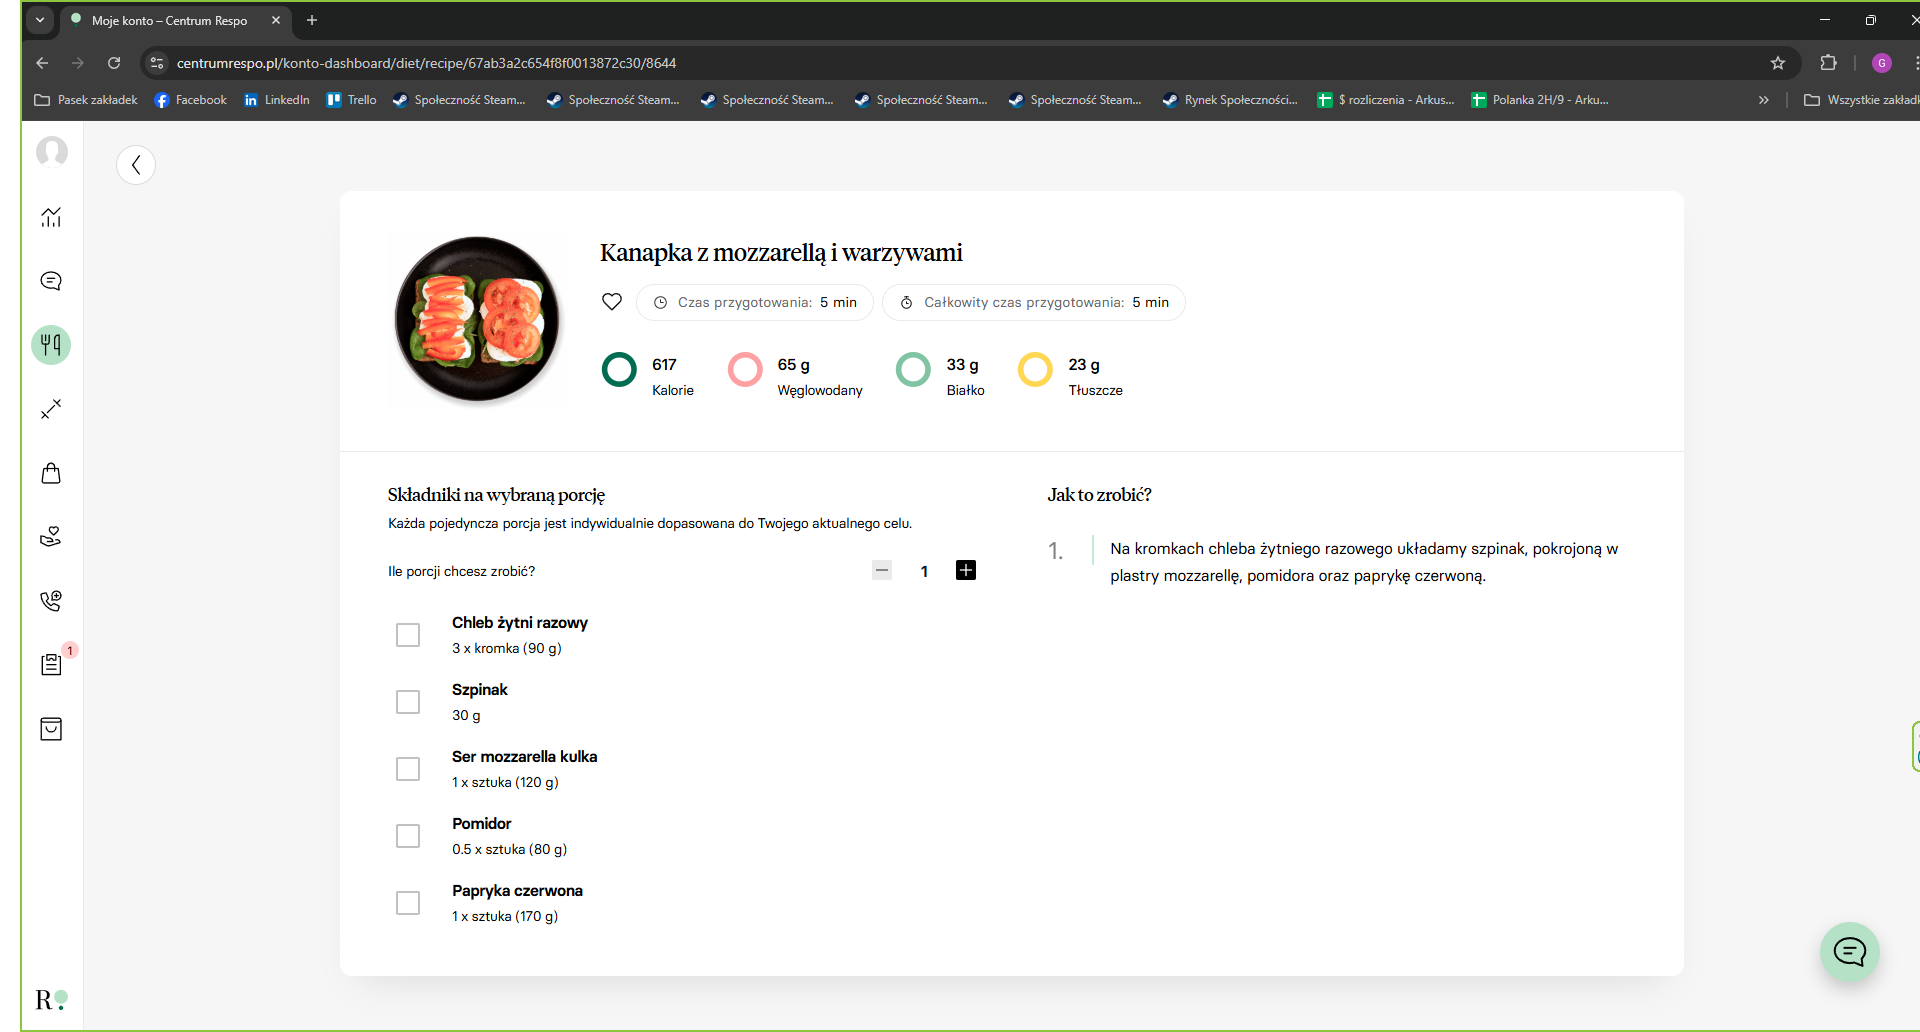 Moje konto – Centrum Respo
centrumrespo.pl/konto-dashboard/diet/recipe/67ab3a2c654f8f0013872c30/8644
G
Pasek zakładek
Facebook
LinkedIn
Trello
Społeczność Steam...
Społeczność Steam...
Społeczność Steam...
Społeczność Steam...
Społeczność Steam...
Rynek Społeczności...
$ rozliczenia - Arkus...
Polanka 2H/9 - Arku...
»
Wszystkie zakład
Kanapka z mozzarellą i warzywami
Czas przygotowania: 5 min
Całkowity czas przygotowania: 5 min
617
Kalorie
65 g
Węglowodany
33 g
Białko
23 g
Tłuszcze
Składniki na wybraną porcję
Każda pojedyncza porcja jest indywidualnie dopasowana do Twojego aktualnego celu.
Ile porcji chcesz zrobić?
1
Chleb żytni razowy
3 x kromka (90 g)
Szpinak
30 g
Ser mozzarella kulka
1 x sztuka (120 g)
Pomidor
0.5 x sztuka (80 g)
Papryka czerwona
1 x sztuka (170 g)
Jak to zrobić?
1. Na kromkach chleba żytniego razowego układamy szpinak, pokrojoną w
plastry mozzarellę, pomidora oraz paprykę czerwoną.
1
R